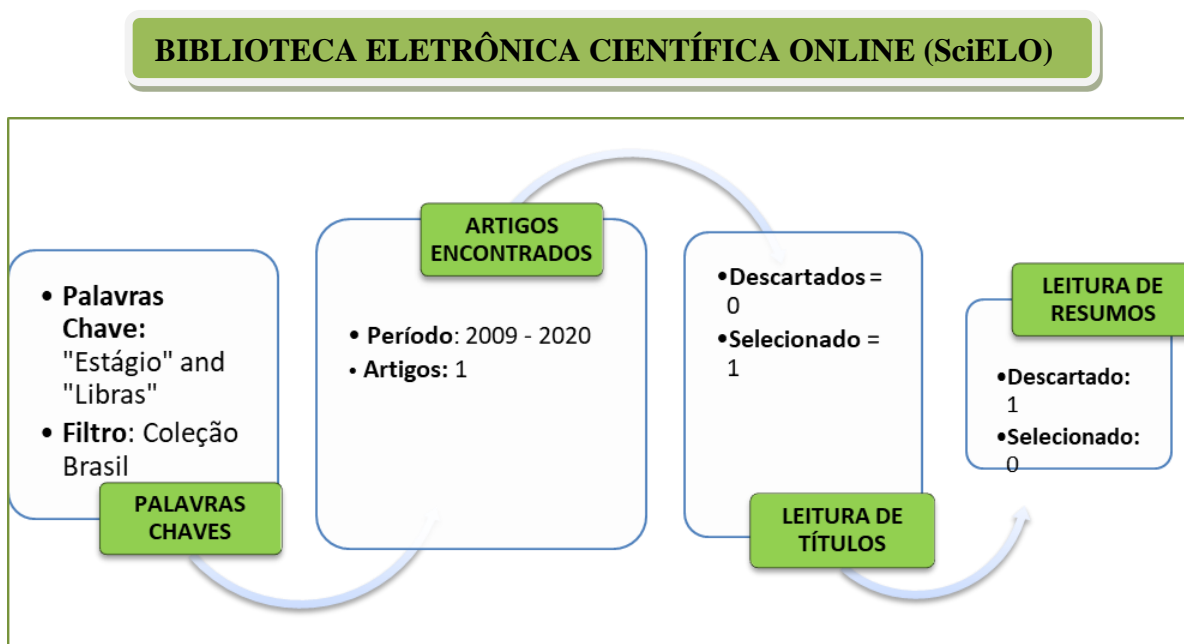 BIBLIOTECA ELETRÔNICA CIENTÍFICA ONLINE (SciELO)
• Palavras
Chave:
"Estágio" and
"Libras"
• Filtro: Coleção
Brasil
PALAVRAS
CHAVES
ARTIGOS
ENCONTRADOS
• Período: 2009 - 2020
• Artigos: 1
•Descartados =
0
•Selecionado =
1
LEITURA DE
TÍTULOS
LEITURA DE
RESUMOS
•Descartado:
1
•Selecionado:
0